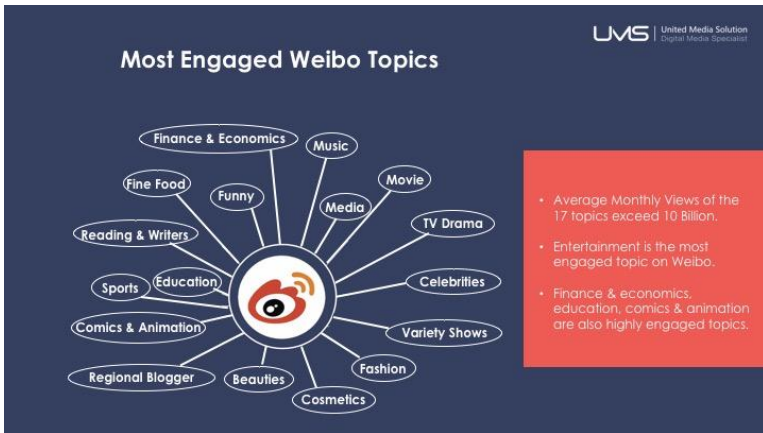 UMS
United Media Solution
Digital Media Specialist
Most Engaged Weibo Topics
Finance & Economics
Music
Movie
Fine Food
Funny
Media
TV Drama
Reading & Writers
Sports
Education
Celebrities
Comics & Animation
Variety Shows
Regional Blogger
Beauties
Fashion
Cosmetics
• Average Monthly Views of the
17 topics exceed 10 Billion.
• Entertainment is the most
engaged topic on Weibo.
• Finance & economics,
education, comics & animation
are also highly engaged topics.